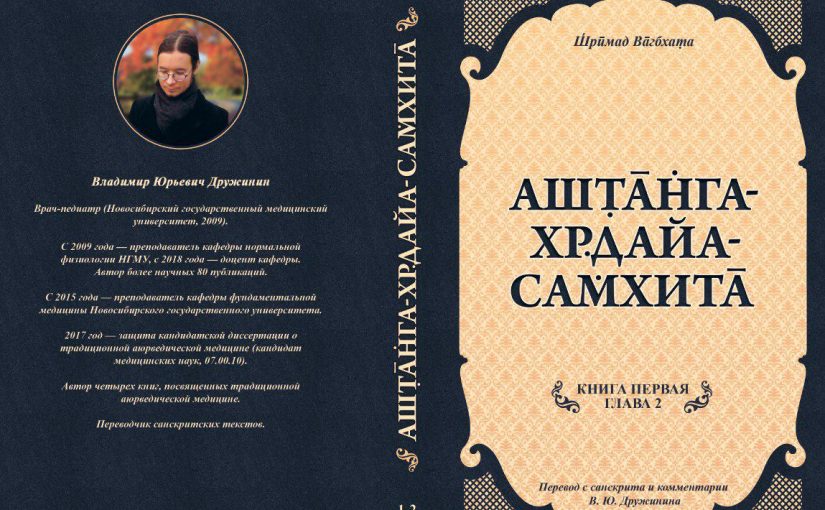 Владимир Юрьевич Дружинин
Врач-педиатр (Новосибирский государственный медицинский
университет, 2009).
С 2009 года — преподаватель кафедры нормальной
физиологии НГМУ, с 2018 года — доцент кафедры.
Автор более научных 80 публикаций.
С 2015 года — преподаватель кафедры фундаментальной
медицины Новосибирского государственного университета.
2017 год — защита кандидатской диссертации о
традиционной аюрведической медицине (кандидат
медицинских наук, 07.00.10).
Автор четырех книг, посвященных традиционной
аюрведической медицине.
Переводчик санскритских текстов.
АШТ̣А̄Н̇ГА-ХР̣ДАЙА-САМ̇ХИТА̄
Ш́рӣмад Ва̄гбхат̣а
АШТ̣А̄Н̇ГА-
ХР̣ДАЙА-
САМ̇ХИТА̄
КНИГА ПЕРВАЯ
ГЛАВА 2
Перевод с санскрита и комментарии
В. Ю. Дружинина